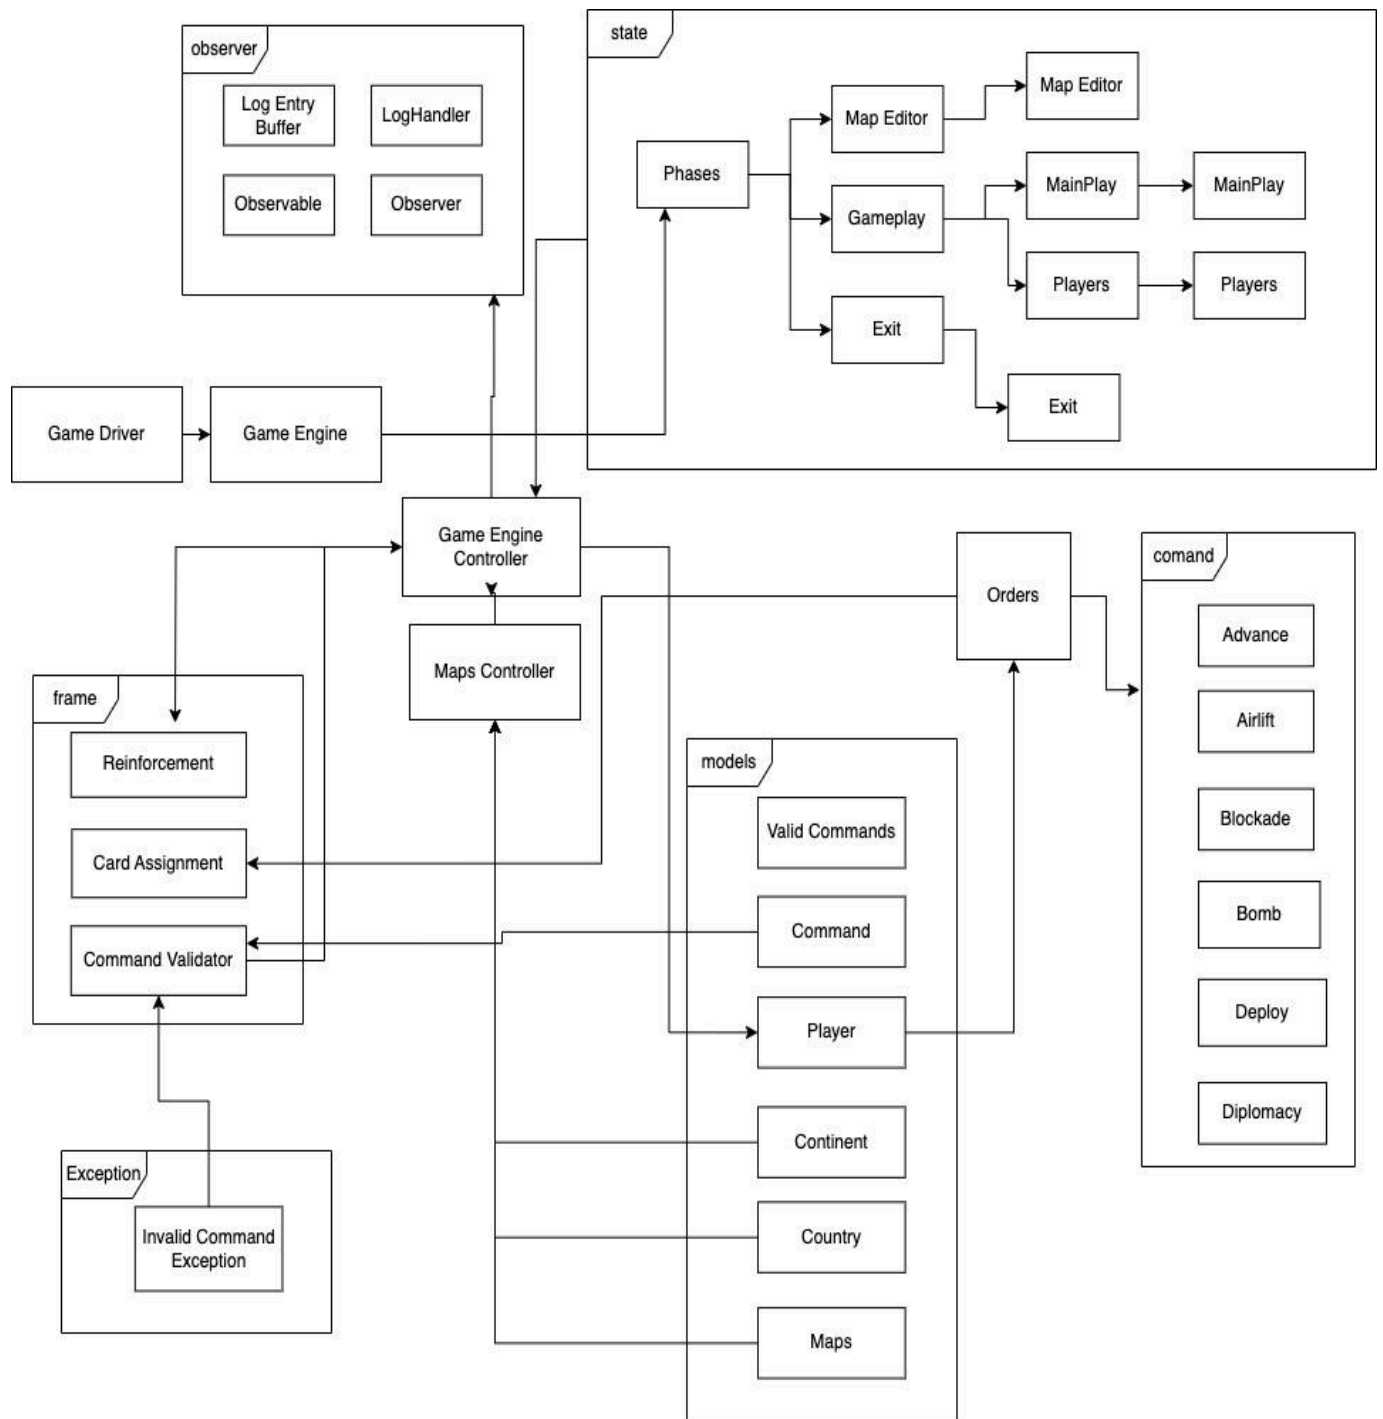 observer
Log Entry
Buffer
LogHandler
Observable
Observer
state
Phases
Map Editor
Map Editor
Gameplay
MainPlay
MainPlay
Players
Players
Exit
Exit
Game Driver
Game Engine
Game Engine
Controller
Maps Controller
Orders
comand
Advance
Airlift
Blockade
Bomb
Deploy
Diplomacy
frame
Reinforcement
Card Assignment
Command Validator
models
Valid Commands
Command
Player
Continent
Country
Maps
Exception
Invalid Command
Exception